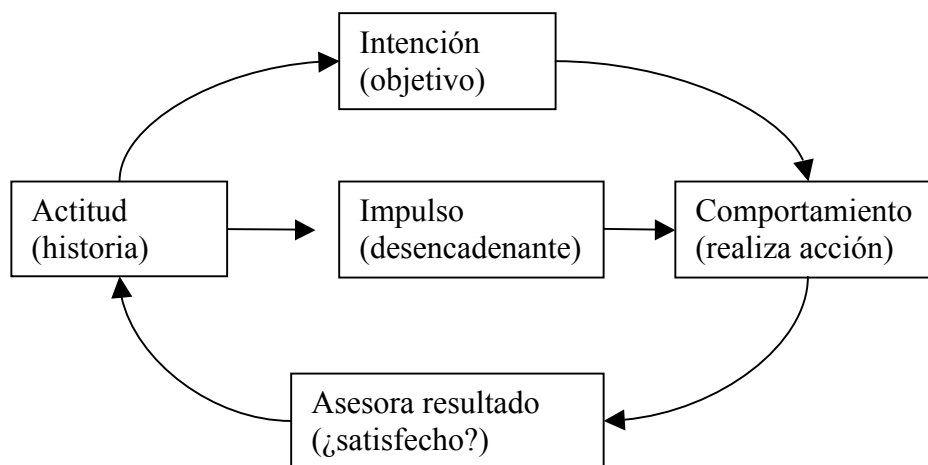 Intención
(objetivo)
Actitud
(historia)
Impulso
(desencadenante)
Comportamiento
(realiza acción)
Asesora resultado
(¿satisfecho?)